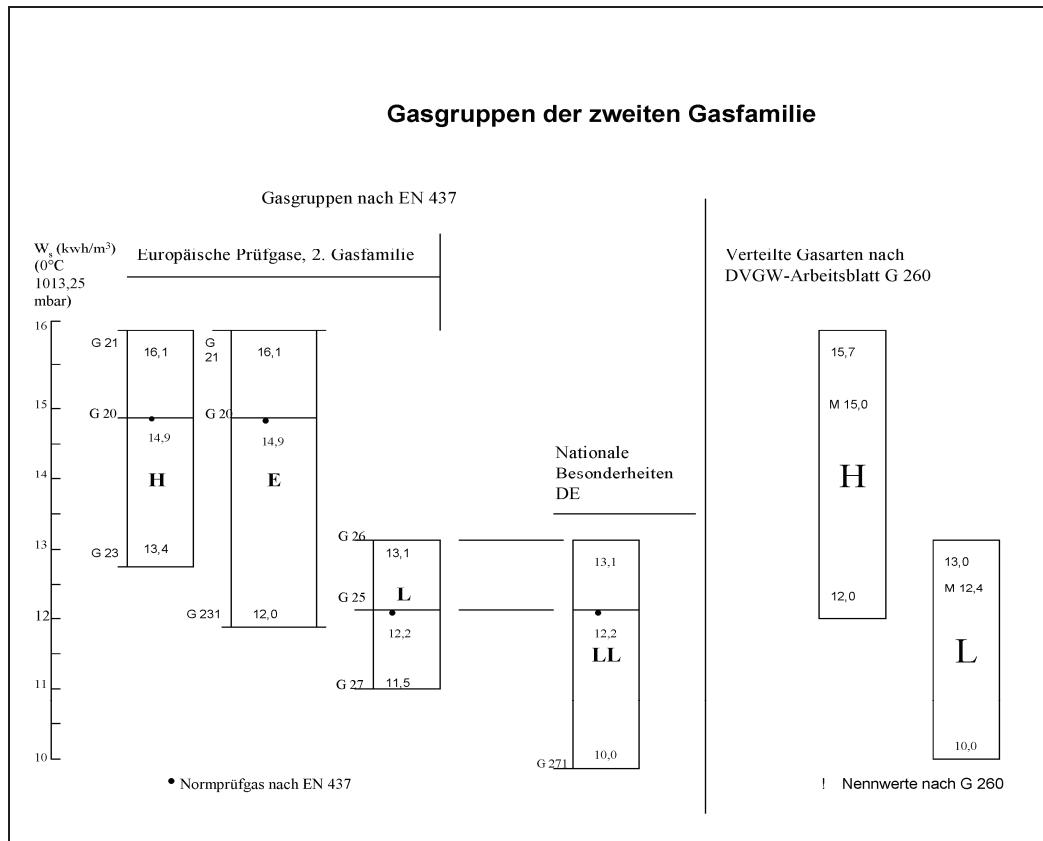 Gasgruppen der zweiten Gasfamilie
Gasgruppen nach EN 437
Wₛ (kwh/m³)
(0°C
1013,25
mbar)
Europäische Prüfgase, 2. Gasfamilie
Verteilte Gasarten nach
DVGW-Arbeitsblatt G 260
16
15
14
13
12
11
10
G 21
16,1
G 20
14,9
H
13,4
G 23
G
21
16,1
G 20
14,9
E
G 231
12,0
G 26
13,1
L
G 25
12,2
G 27
11,5
Nationale
Besonderheiten
DE
13,1
12,2
LL
10,0
G 271
15,7
M 15,0
H
12,0
13,0
M 12,4
L
10,0
• Normprüfgas nach EN 437
! Nennwerte nach G 260